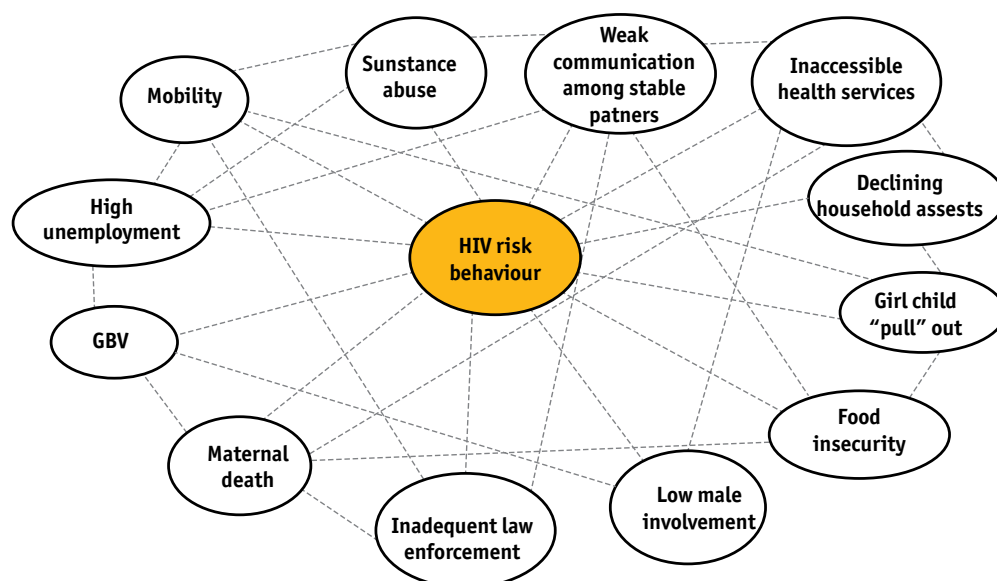 Mobility
Sunstance
abuse
Weak
communication
among stable
patners
Inaccessible
health services
High
unemployment
HIV risk
behaviour
Declining
household assests
GBV
Girl child
“pull” out
Maternal
death
Inadequent law
enforcement
Low male
involvement
Food
insecurity